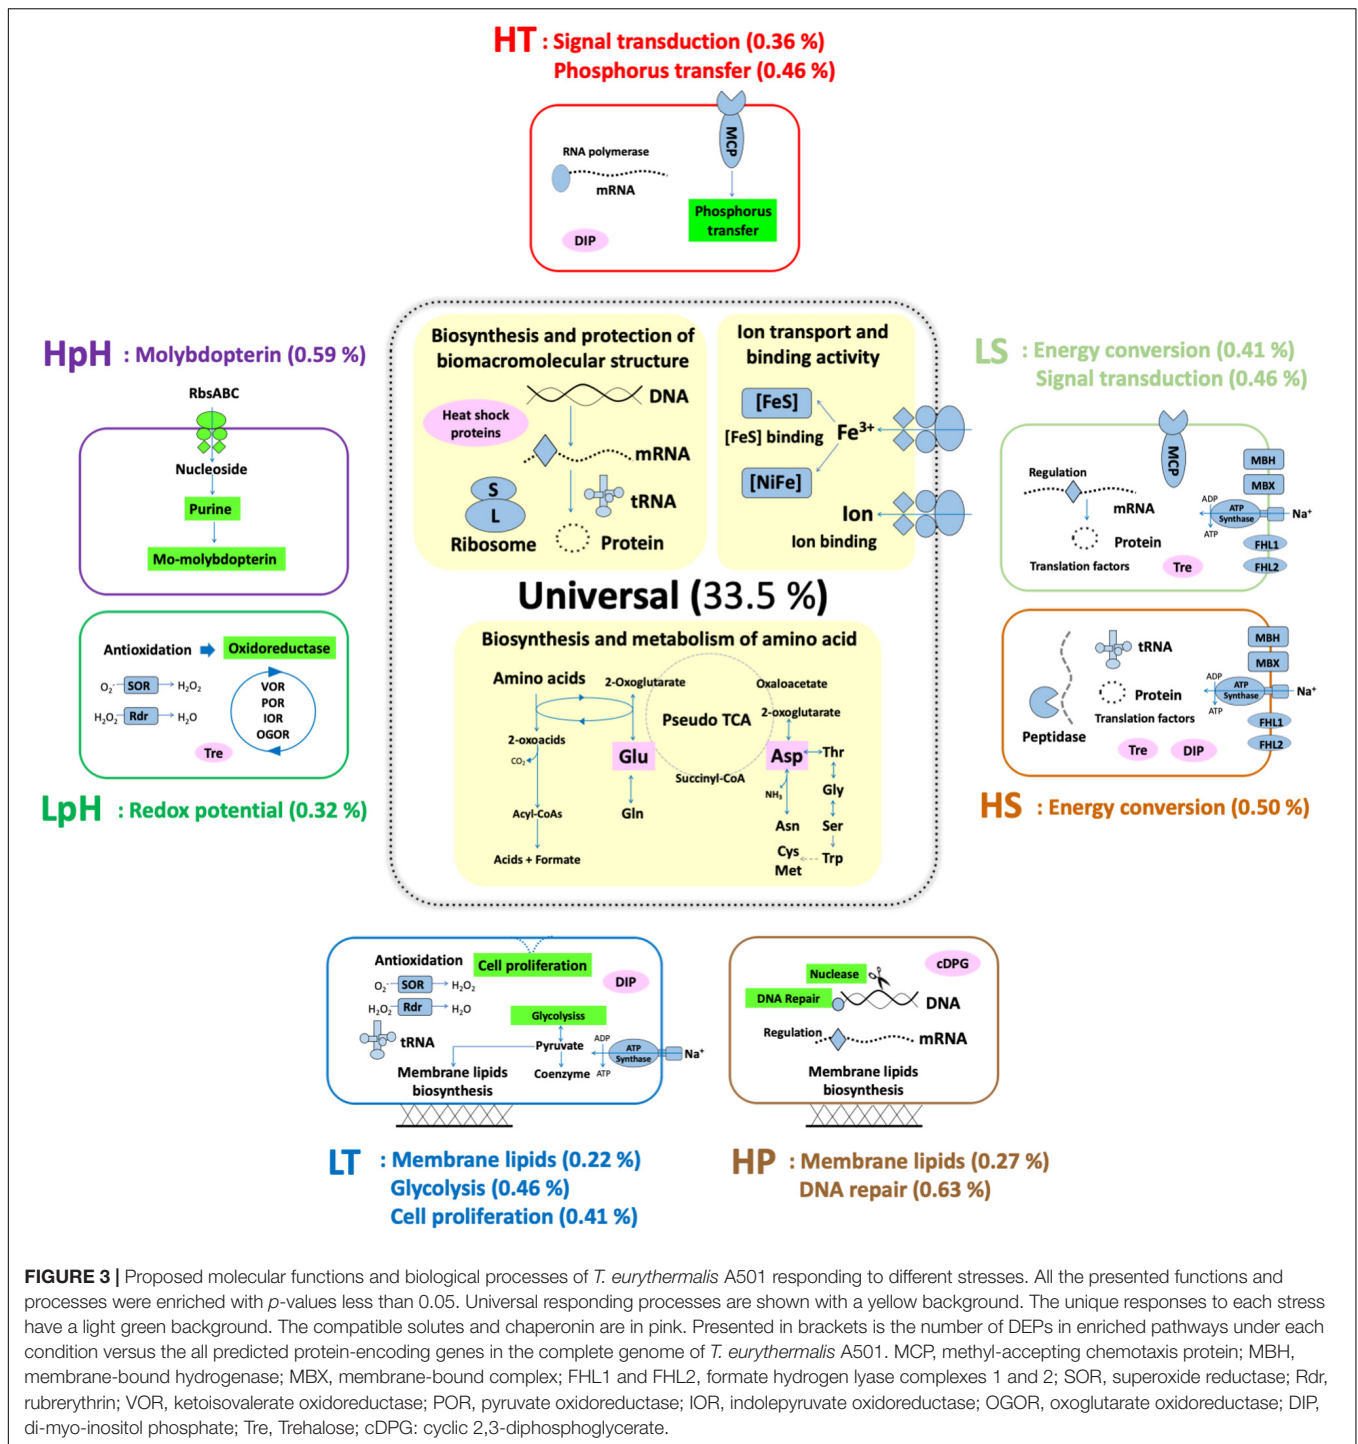 HT : Signal transduction (0.36 %)
Phosphorus transfer (0.46 %)
MCP
RNA polymerase
mRNA
Phosphorus
transfer
DIP
HpH : Molybdopterin (0.59 %)
RbsABC
Nucleoside
Purine
Mo-molybdopterin
Biosynthesis and protection of
biomacromolecular structure
DNA
Heat shock
proteins
mRNA
S
L
tRNA
Ribosome
Protein
Ion transport and
binding activity
[FeS]
[FeS] binding
Fe3+
[NiFe]
Ion
Ion binding
LS : Energy conversion (0.41 %)
Signal transduction (0.46 %)
MCP
Regulation
mRNA
Protein
Translation factors
Tre
MBH
MBX
ADP
ATP
Synthase
Na+
ATP
FHL1
FHL2
Universal (33.5 %)
Antioxidation
Oxidoreductase
O2-
SOR
H2O2
H2O2
Rdr
H2O
VOR
POR
IOR
OGOR
Tre
LpH : Redox potential (0.32 %)
Biosynthesis and metabolism of amino acid
Amino acids
2-Oxoglutarate
Oxaloacetate
2-oxoglutarate
Pseudo TCA
2-oxoacids
CO2
Glu
Asp
Thr
Succinyl-CoA
NH3
Gly
Acyl-CoAs
Gln
Asn
Ser
Cys
Met
Trp
Acids + Formate
tRNA
Protein
Translation factors
Peptidase
Tre
DIP
MBH
MBX
ADP
ATP
Synthase
Na+
ATP
FHL1
FHL2
HS : Energy conversion (0.50 %)
Antioxidation
Cell proliferation
DIP
O2-
SOR
H2O2
H2O2
Rdr
H2O
Glycolysiss
tRNA
Pyruvate
ADP
ATP
Synthase
Na+
Membrane lipids
biosynthesis
Coenzyme
ATP
LT : Membrane lipids (0.22 %)
Glycolysis (0.46 %)
Cell proliferation (0.41 %)
cDPG
Nuclease
DNA Repair
DNA
Regulation
mRNA
Membrane lipids
biosynthesis
HP : Membrane lipids (0.27 %)
DNA repair (0.63 %)
FIGURE 3 | Proposed molecular functions and biological processes of T. eurythermalis A501 responding to different stresses. All the presented functions and
processes were enriched with p-values less than 0.05. Universal responding processes are shown with a yellow background. The unique responses to each stress
have a light green background. The compatible solutes and chaperonin are in pink. Presented in brackets is the number of DEPs in enriched pathways under each
condition versus the all predicted protein-encoding genes in the complete genome of T. eurythermalis A501. MCP, methyl-accepting chemotaxis protein; MBH,
membrane-bound hydrogenase; MBX, membrane-bound complex; FHL1 and FHL2, formate hydrogen lyase complexes 1 and 2; SOR, superoxide reductase; Rdr,
rubrerythrin; VOR, ketoisovalerate oxidoreductase; POR, pyruvate oxidoreductase; IOR, indolepyruvate oxidoreductase; OGOR, oxoglutarate oxidoreductase; DIP,
di-myo-inositol phosphate; Tre, Trehalose; cDPG: cyclic 2,3-diphosphoglycerate.